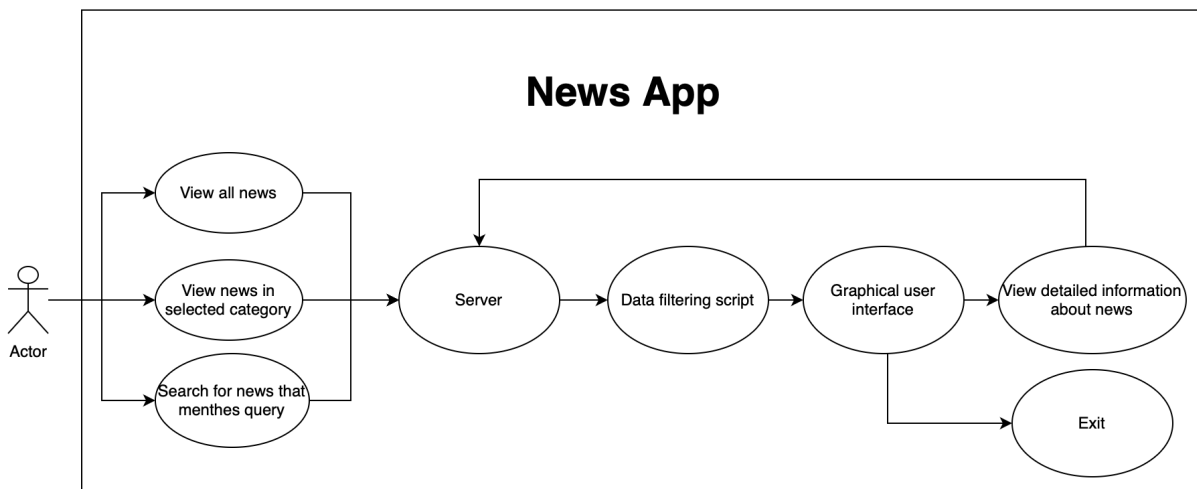 News App
View all news
View news in
selected category
Search for news that
menthes query
Actor
Server
Data filtering script
Graphical user
interface
View detailed information
about news
Exit